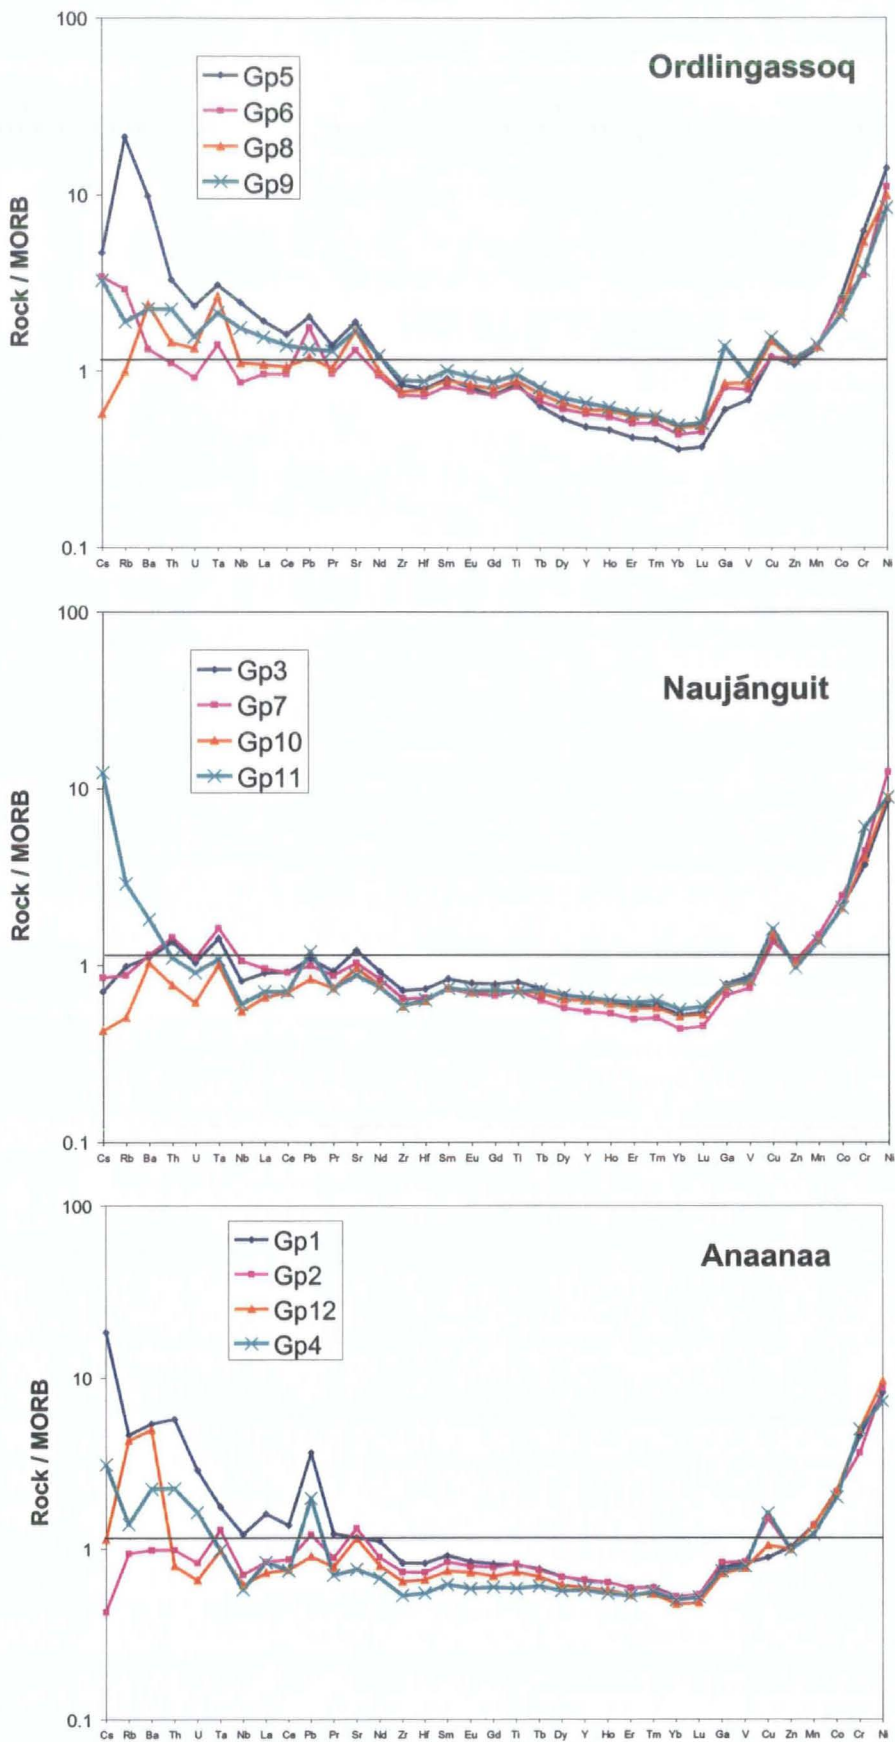 100
10
1
0.1
Rock / MORB
Ordlingassoq
Gp5
Gp6
Gp8
Gp9
Cs Rb Ba Th U Ta Nb La Ce Pb Pr Sr Nd Zr Hf Sm Eu Gd Ti Tb Dy Y Ho Er Tm Yb Lu Ga V Cu Zn Mn Co Cr Ni
100
10
1
0.1
Rock / MORB
Naujánguit
Gp3
Gp7
Gp10
Gp11
Cs Rb Ba Th U Ta Nb La Ce Pb Pr Sr Nd Zr Hf Sm Eu Gd Ti Tb Dy Y Ho Er Tm Yb Lu Ga V Cu Zn Mn Co Cr Ni
100
10
1
0.1
Rock / MORB
Anaanaa
Gp1
Gp2
Gp12
Gp4
Cs Rb Ba Th U Ta Nb La Ce Pb Pr Sr Nd Zr Hf Sm Eu Gd Ti Tb Dy Y Ho Er Tm Yb Lu Ga V Cu Zn Mn Co Cr Ni